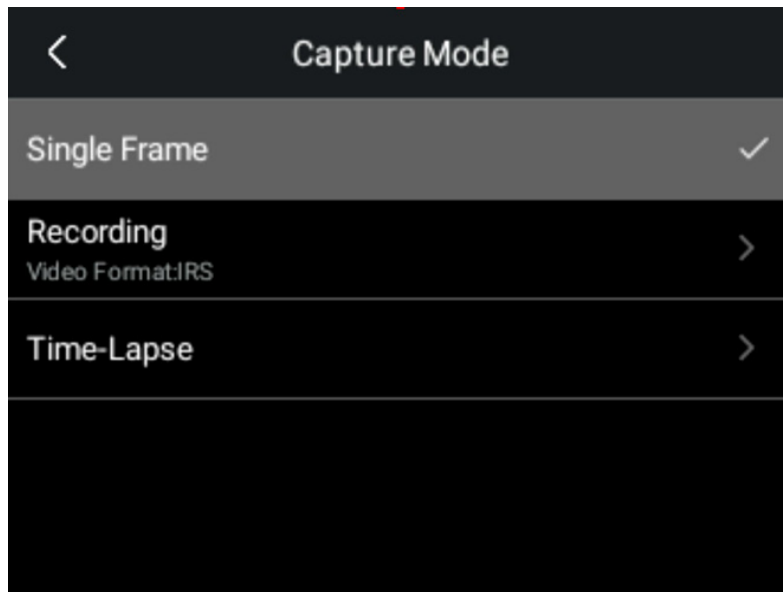 Capture Mode
Single Frame
Recording
Video Format:IRS
Time-Lapse